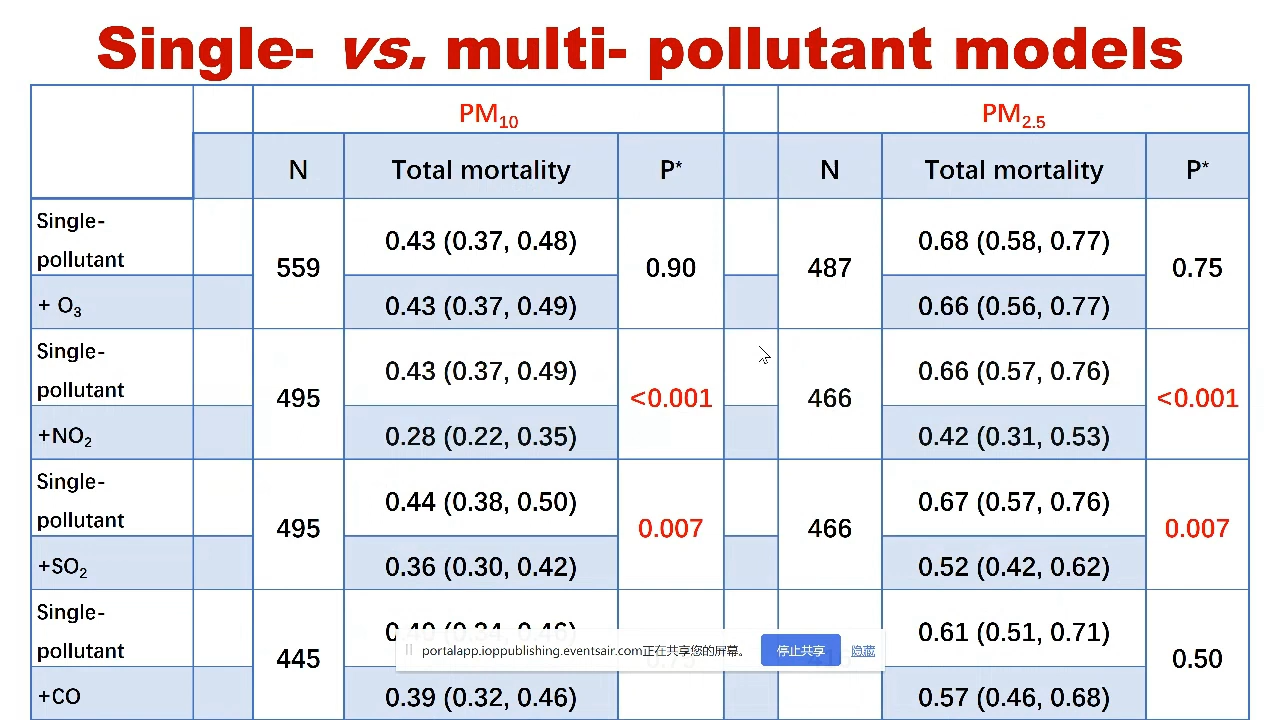 Single- vs. multi- pollutant models
PM10 PM2.5
N Total mortality P* N Total mortality P*
Single-
pollutant
559 0.43 (0.37, 0.48) 0.90 487 0.68 (0.58, 0.77) 0.75
+ O3 0.43 (0.37, 0.49) 0.66 (0.56, 0.77)
Single-
pollutant
495 0.43 (0.37, 0.49) <0.001 466 0.66 (0.57, 0.76) <0.001
+NO2 0.28 (0.22, 0.35) 0.42 (0.31, 0.53)
Single-
pollutant
495 0.44 (0.38, 0.50) 0.007 466 0.67 (0.57, 0.76) 0.007
+SO2 0.36 (0.30, 0.42) 0.52 (0.42, 0.62)
Single-
pollutant
445 0.61 (0.51, 0.71) 0.50
portalapp.ioppublishing.eventsair.com正在共享您的屏幕。 停止共享 隐藏
+CO 0.39 (0.32, 0.46) 0.57 (0.46, 0.68)